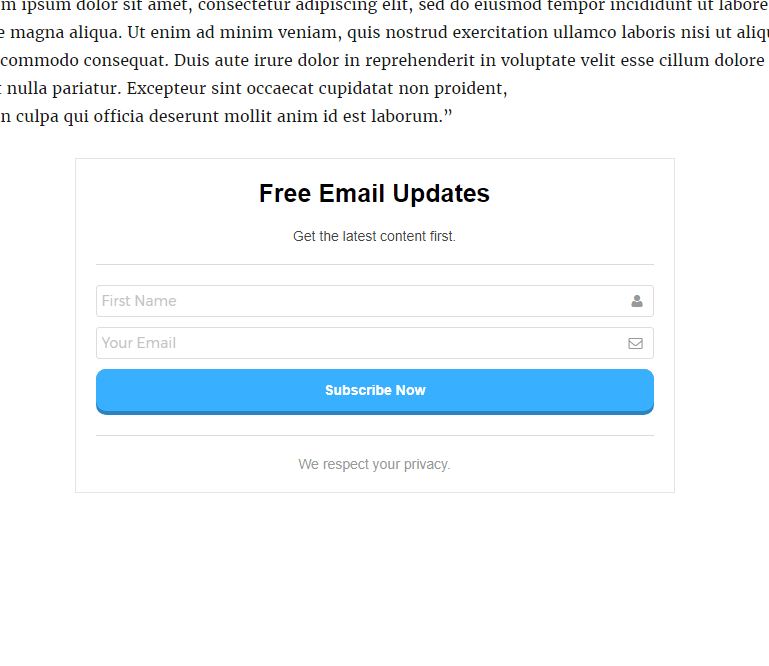 ipsum dolor sit amet, consectetur adipiscing elit, sed do eiusmod tempor incididunt ut labore
magna aliqua. Ut enim ad minim veniam, quis nostrud exercitation ullamco laboris nisi ut
commodo consequat. Duis aute irure dolor in reprehenderit in voluptate velit esse cillum dolore
nulla pariatur. Excepteur sint occaecat cupidatat non proident,
culpa qui officia deserunt mollit anim id est laborum.”
Free Email Updates
Get the latest content first.
First Name
Your Email
Subscribe Now
We respect your privacy.